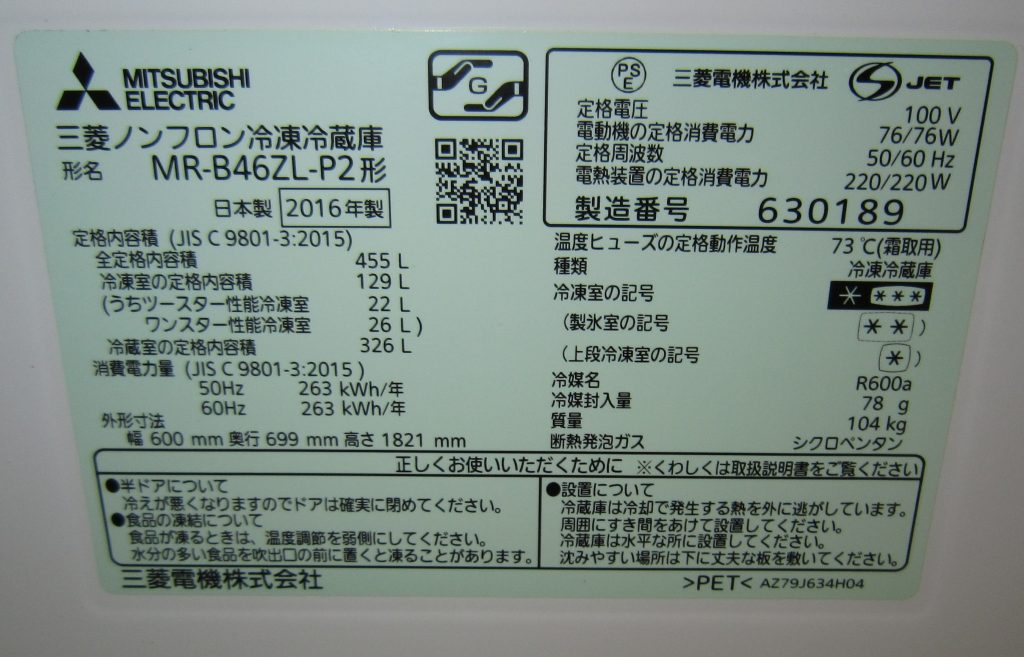 MITSUBISHI
ELECTRIC
G
三菱ノンフロン冷凍冷蔵庫
形名 MR-B46ZL-P2形
日本製 2016年製
定格内容積 (JIS C 9801-3:2015)
全定格内容積 455 L
冷凍室の定格内容積 129 L
(うちツースター性能冷凍室 22 L
ワンスター性能冷凍室 26 L )
冷蔵室の定格内容積 326 L
消費電力量 (JIS C 9801-3:2015 )
50Hz 263 kWh/年
60Hz 263 kWh/年
外形寸法
幅 600 mm 奥行 699 mm 高さ 1821 mm
PS
E 三菱電機株式会社 S JET
定格電圧 100 V
電動機の定格消費電力 76/76W
定格周波数 50/60 Hz
電熱装置の定格消費電力 220/220W
製造番号 630189
温度ヒューズの定格動作温度 73℃(霜取用)
種類 冷凍冷蔵庫
冷凍室の記号 * ***
(製氷室の記号 ** )
(上段冷凍室の記号 * )
冷媒名 R600a
冷媒封入量 78 g
質量 104 kg
断熱発泡ガス シクロペンタン
正しくお使いいただくために ※くわしくは取扱説明書をご覧ください
●半ドアについて
冷えが悪くなりますのでドアは確実に閉めてください。
●食品の凍結について
食品が凍るときは、温度調節を弱側にしてください。
水分の多い食品を吹出口の前に置くと凍ることがあります。
●設置について
冷蔵庫は冷却で発生する熱を外に逃がしています。
周囲にすき間をあけて設置してください。
冷蔵庫は水平な所に設置してください。
沈みやすい場所は下に丈夫な板を敷いてください。
三菱電機株式会社 >PET< AZ79J634H04